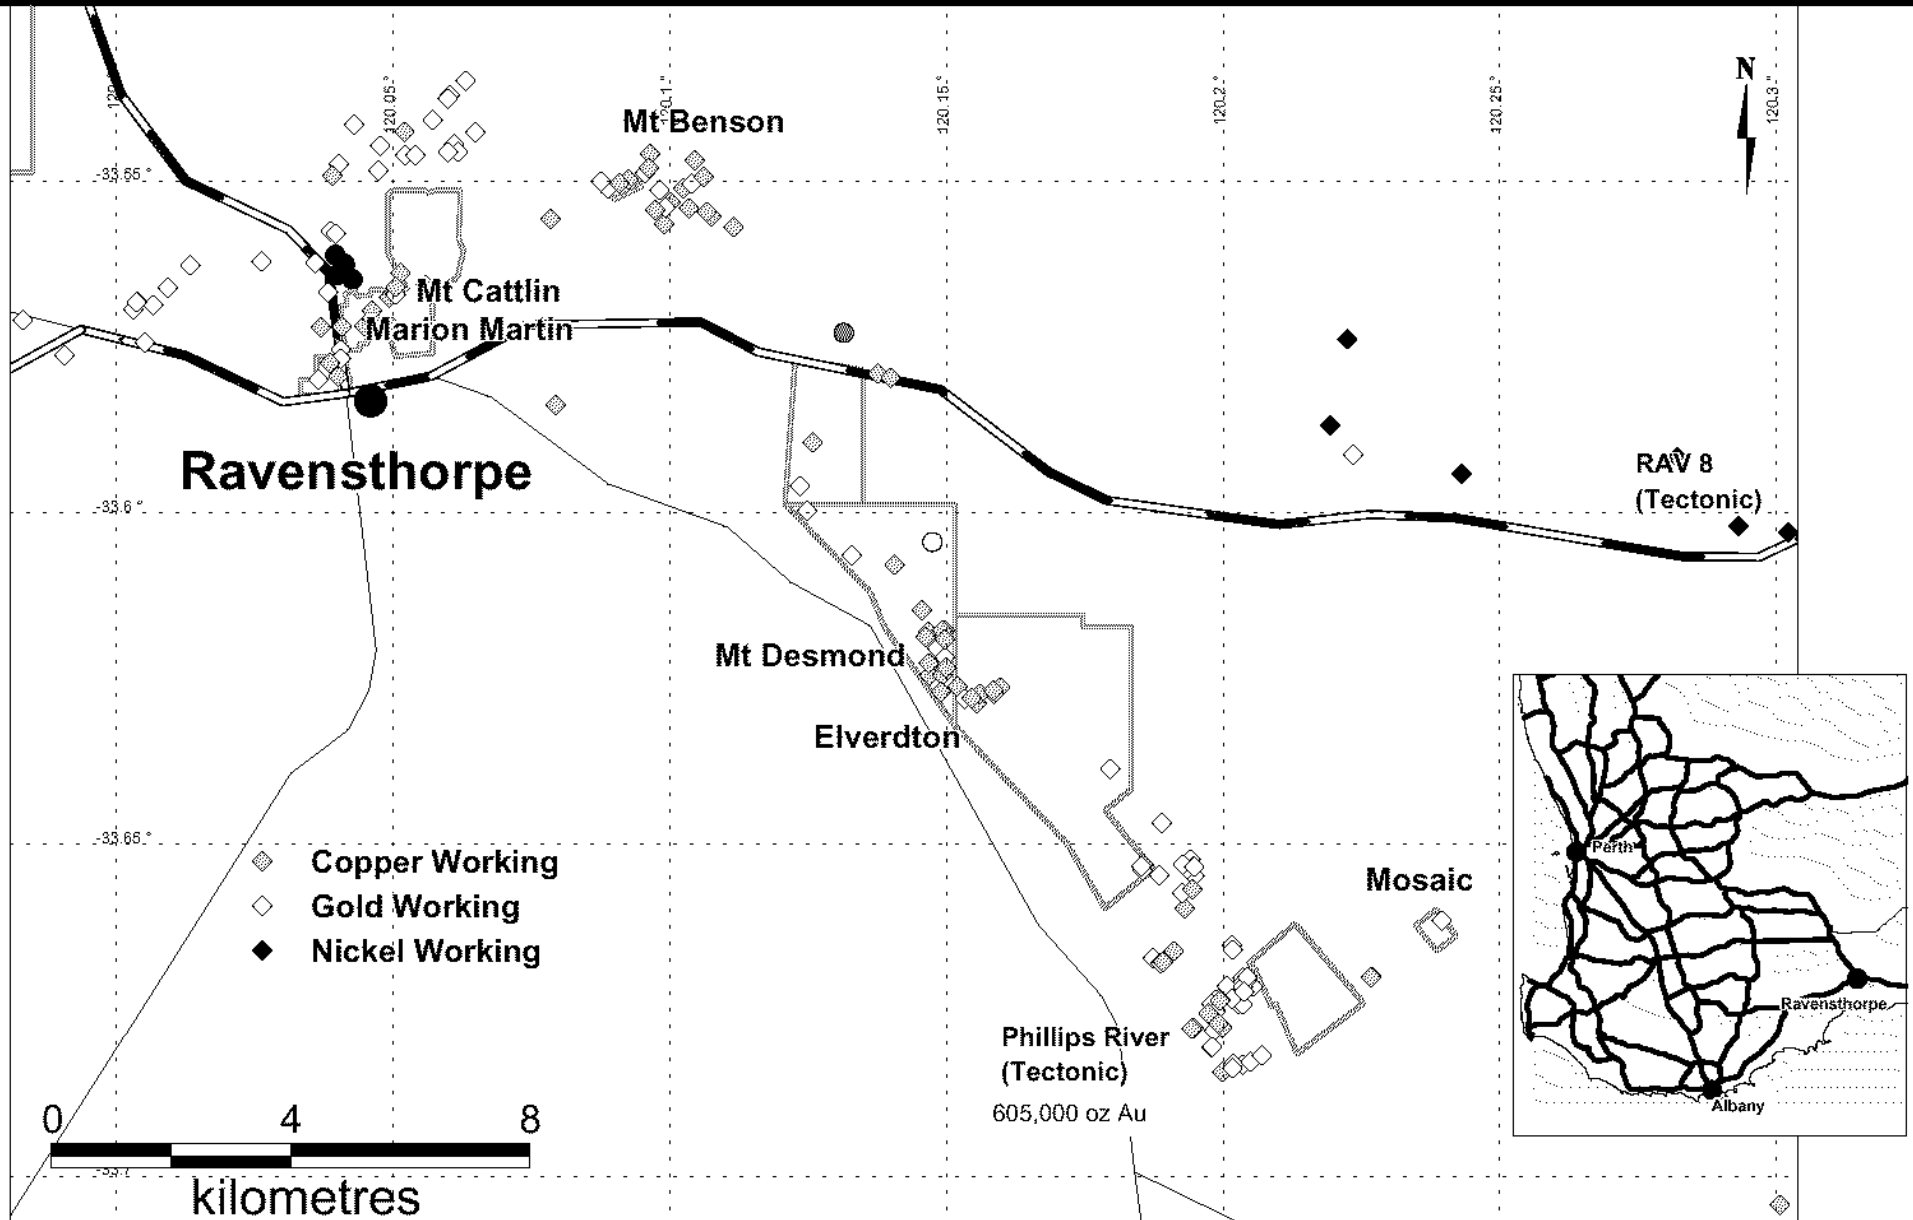 120.05°
120.1°
120.15°
120.2°
120.25°
120.3°
N
Mt Benson
-33.55°
Mt Cattlin
Marion Martin
Ravensthorpe
RAV 8
(Tectonic)
-33.6°
Mt Desmond
Elverdton
-33.65°
Copper Working
Gold Working
Nickel Working
Mosaic
Perth
Ravensthorpe
Albany
Phillips River
(Tectonic)
605,000 oz Au
0 4 8
-33.7
kilometres